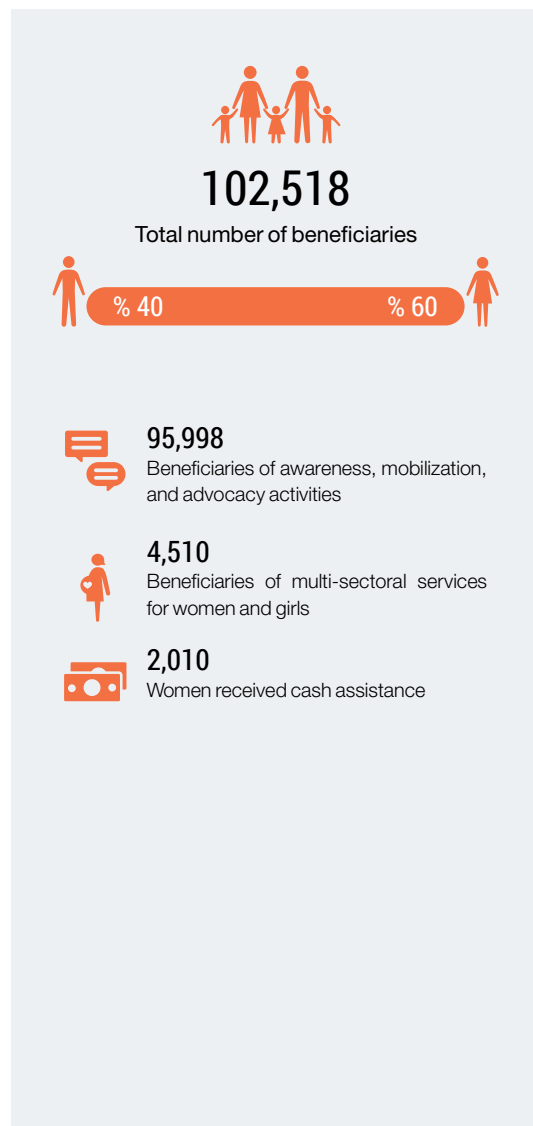 102,518
Total number of beneficiaries
% 40
% 60
95,998
Beneficiaries of awareness, mobilization,
and advocacy activities
4,510
Beneficiaries of multi-sectoral services
for women and girls
2,010
Women received cash assistance